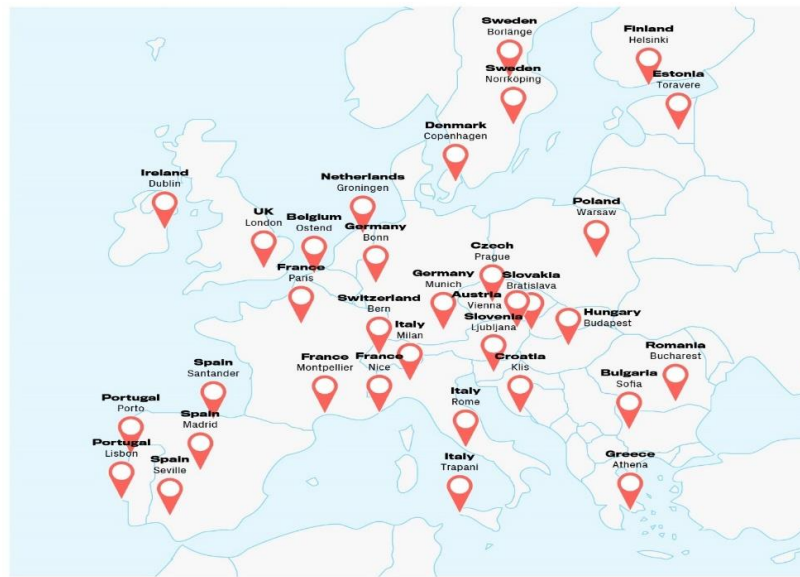 Sweden
Borlänge
Finland
Helsinki
Sweden
Norrköping
Estonia
Toravere
Denmark
Copenhagen
Ireland
Dublin
Netherlands
Groningen
Poland
Warsaw
UK
London
Belgium
Ostend
Germany
Bonn
Czech
Prague
France
Paris
Germany
Munich
Slovakia
Bratislava
Austria
Vienna
Switzerland
Bern
Slovenia
Ljubljana
Hungary
Budapest
Italy
Milan
Romania
Bucharest
Spain
Santander
France
Montpellier
France
Nice
Croatia
Klis
Bulgaria
Sofia
Portugal
Porto
Italy
Rome
Spain
Madrid
Portugal
Lisbon
Spain
Seville
Italy
Trapani
Greece
Athena